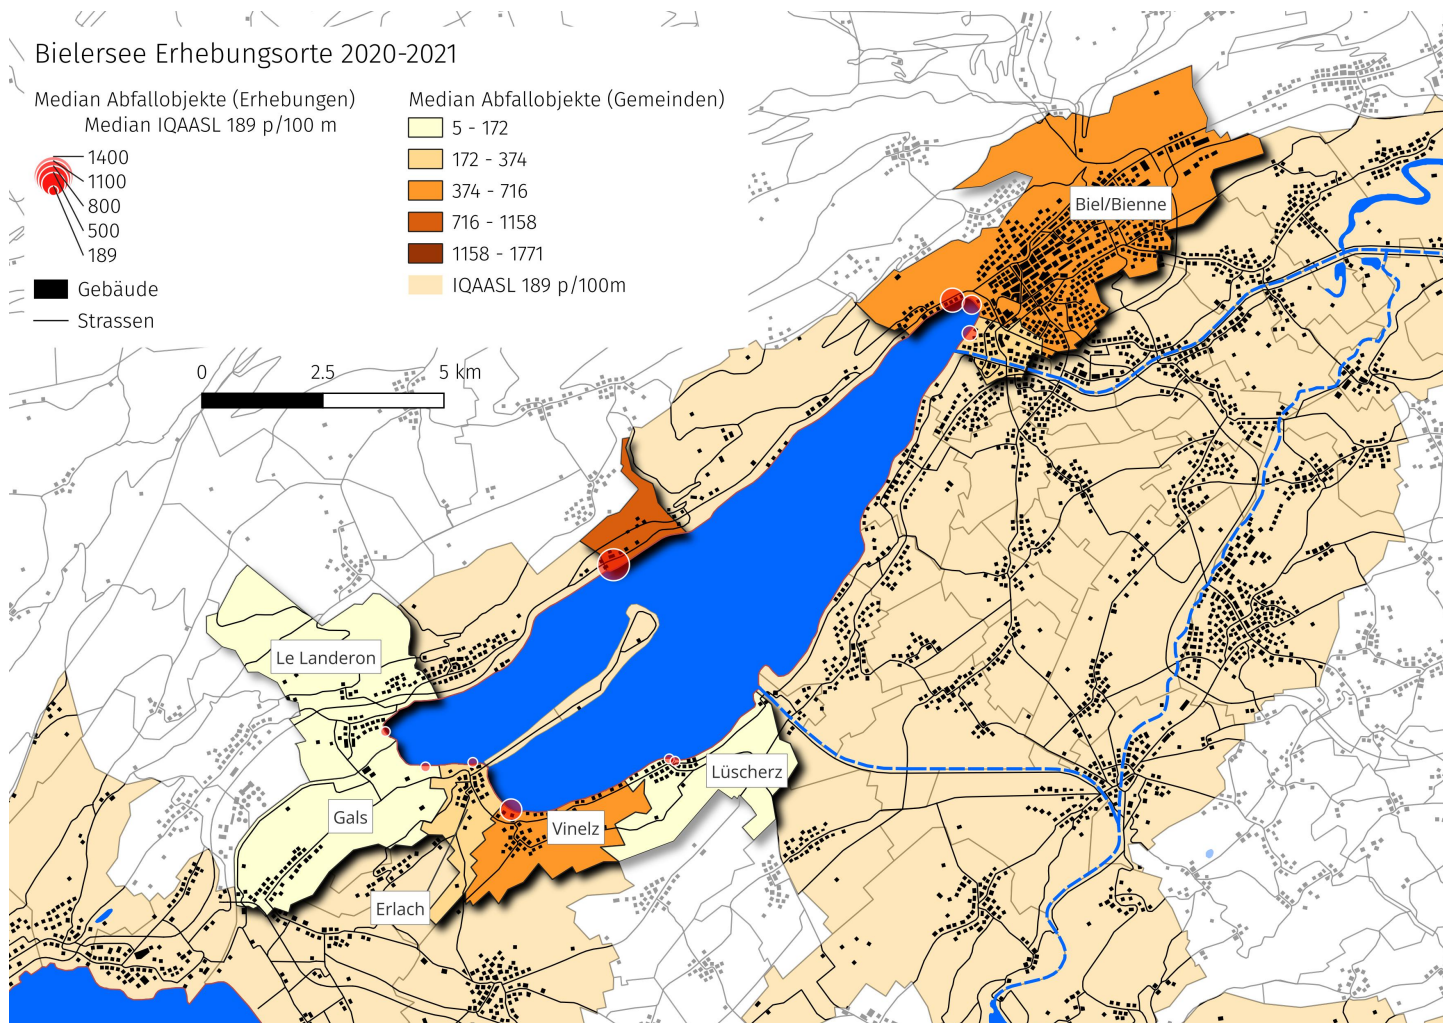 Bielersee Erhebungsorte 2020-2021
Median Abfallobjekte (Erhebungen)
Median IQAASL 189 p/100 m
1400
1100
800
500
189
Gebäude
Strassen
Median Abfallobjekte (Gemeinden)
5 - 172
172 - 374
374 - 716
716 - 1158
1158 - 1771
IQAASL 189 p/100m
0 2.5 5 km
Biel/Bienne
Le Landeron
Lüscherz
Gals
Vinelz
Erlach